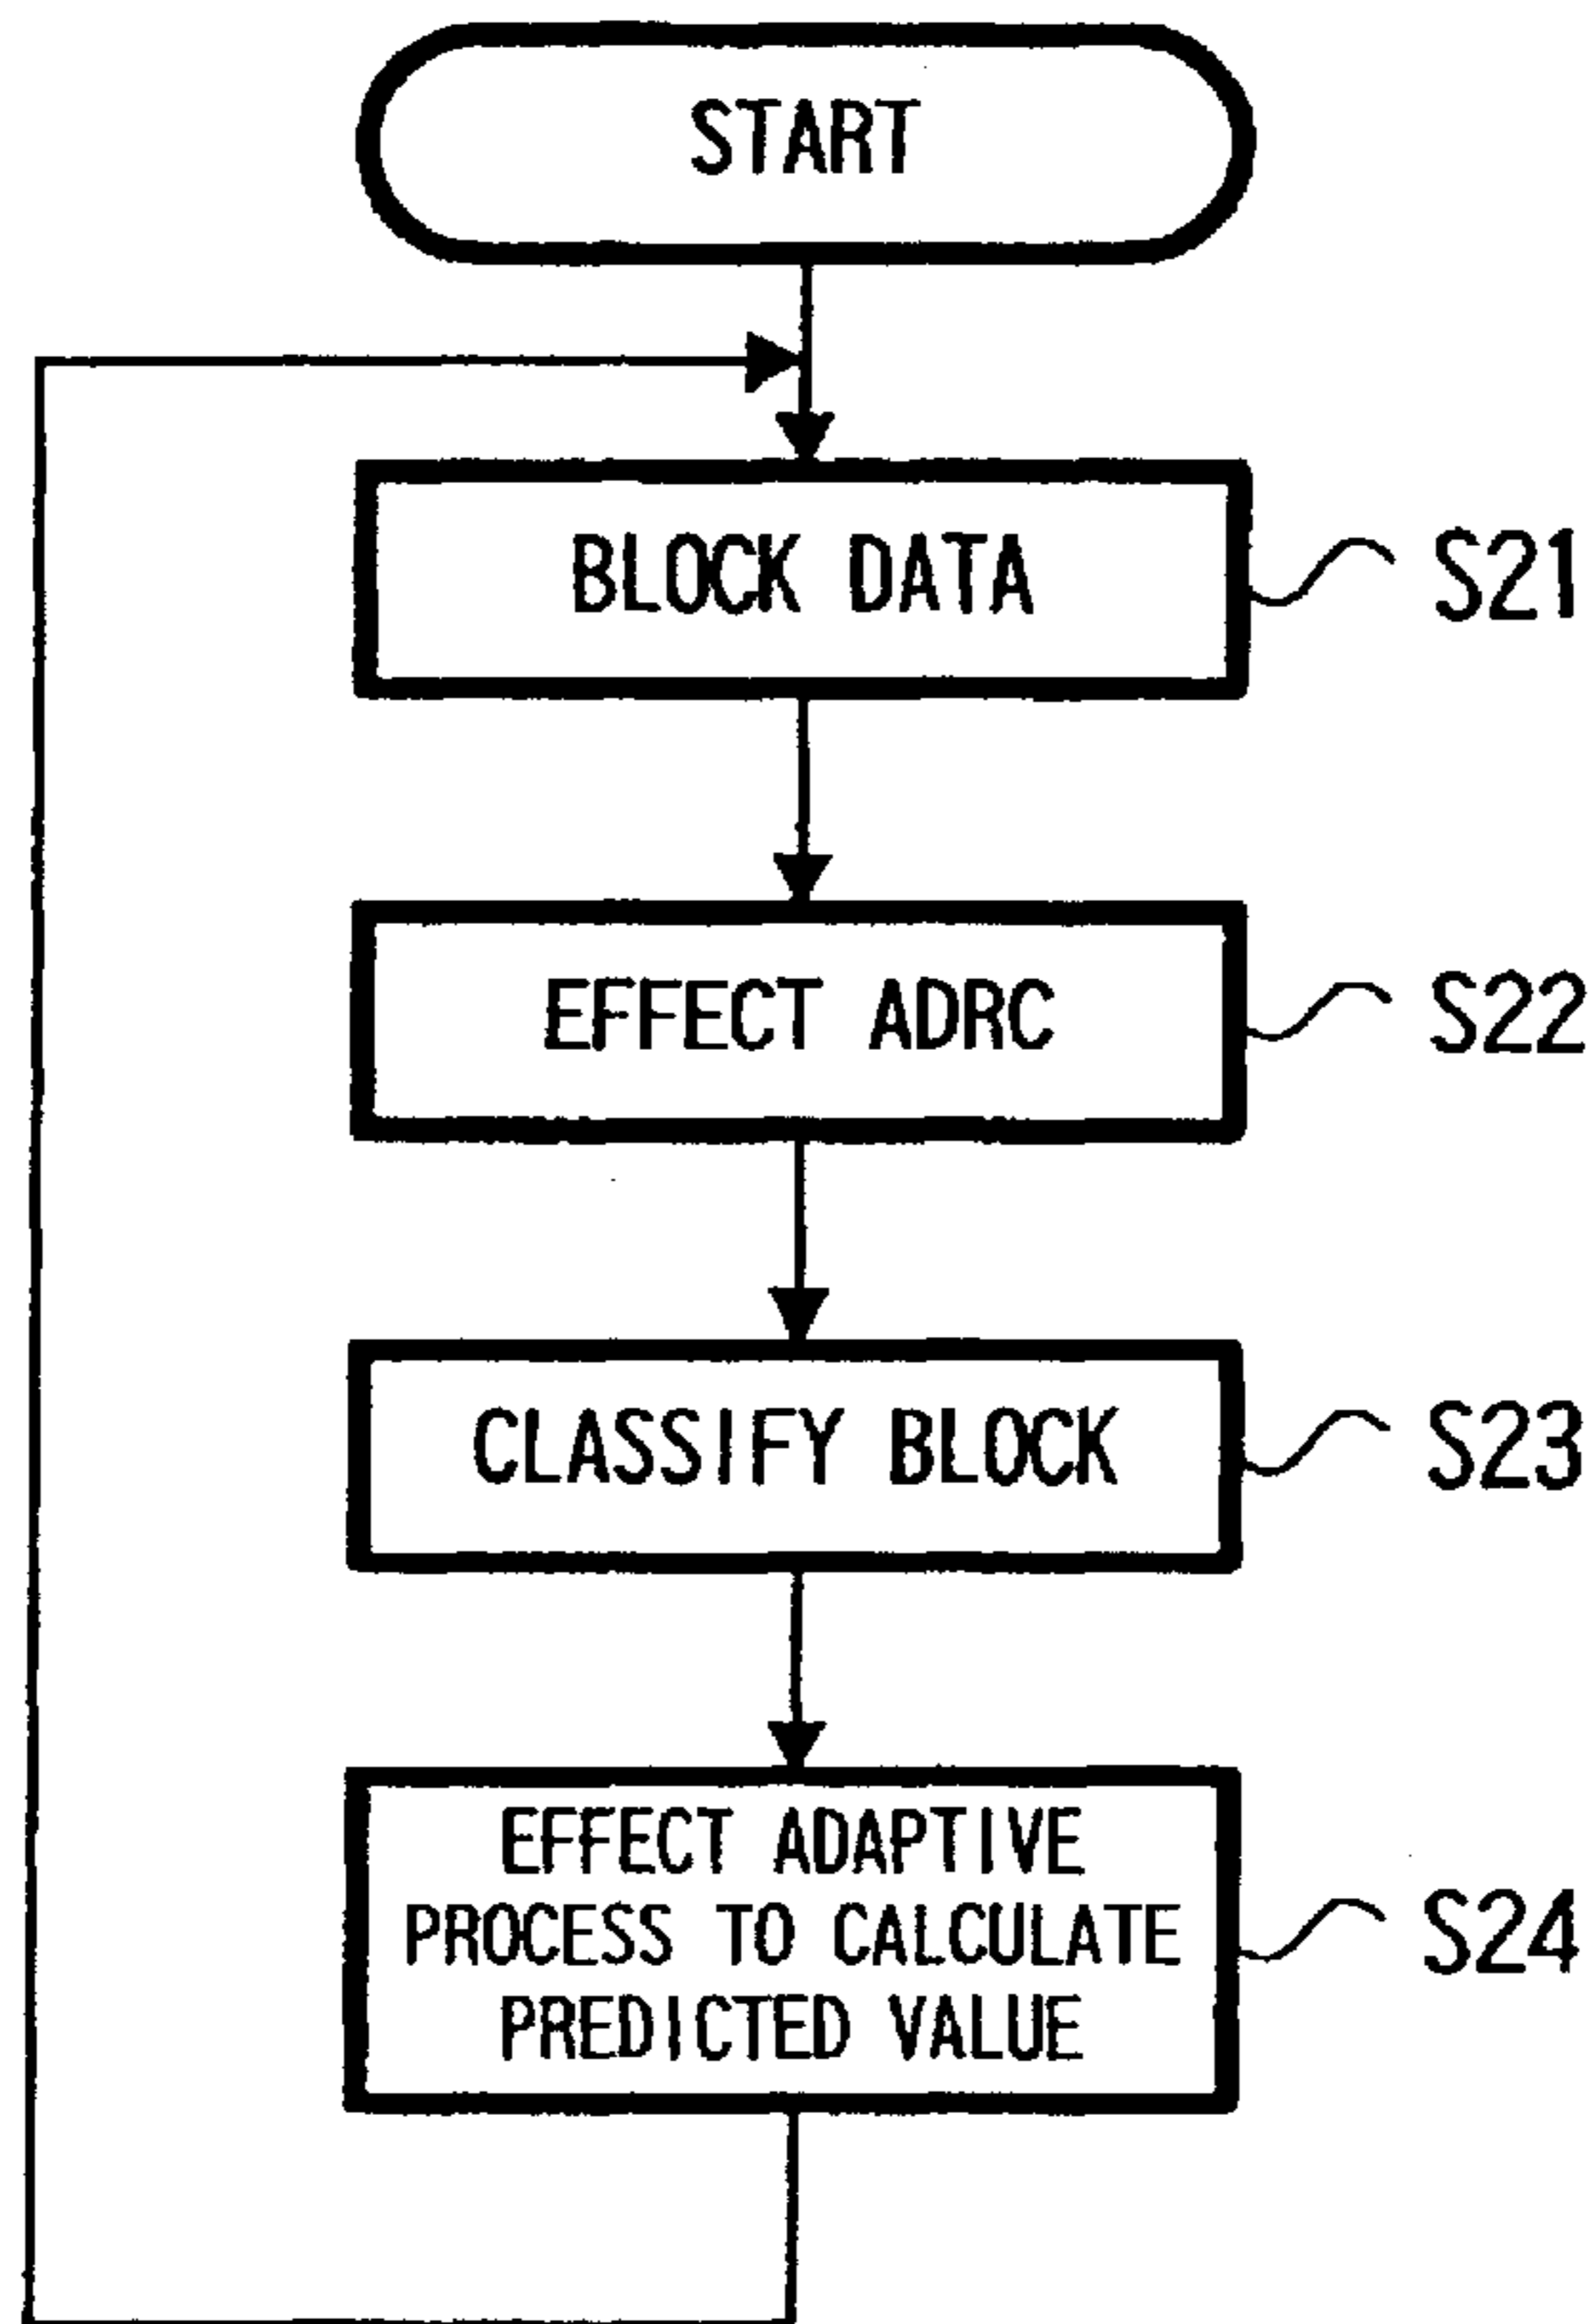 START
BLOCK DATA
S21
EFFECT ADRC
S22
CLASSIFY BLOCK
S23
EFFECT ADAPTIVE
PROCESS TO CALCULATE
PREDICTED VALUE
S24